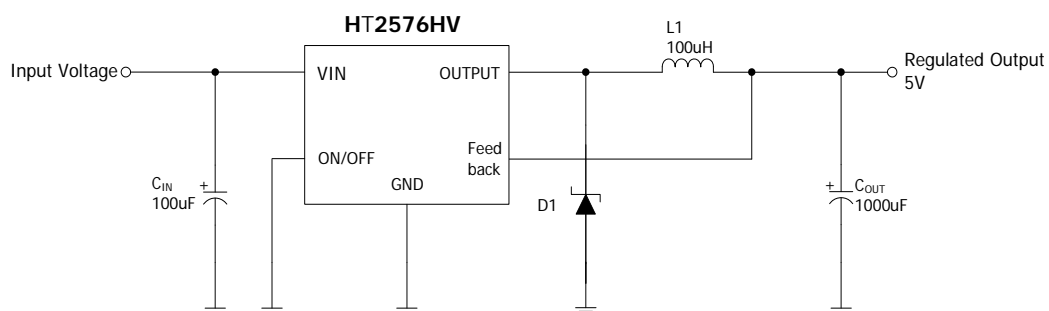 HT2576HV
L1
100uH
Input Voltage
VIN
OUTPUT
Regulated Output
5V
ON/OFF
Feed
back
GND
CIN
100uF
+
D1
+
COUT
1000uF